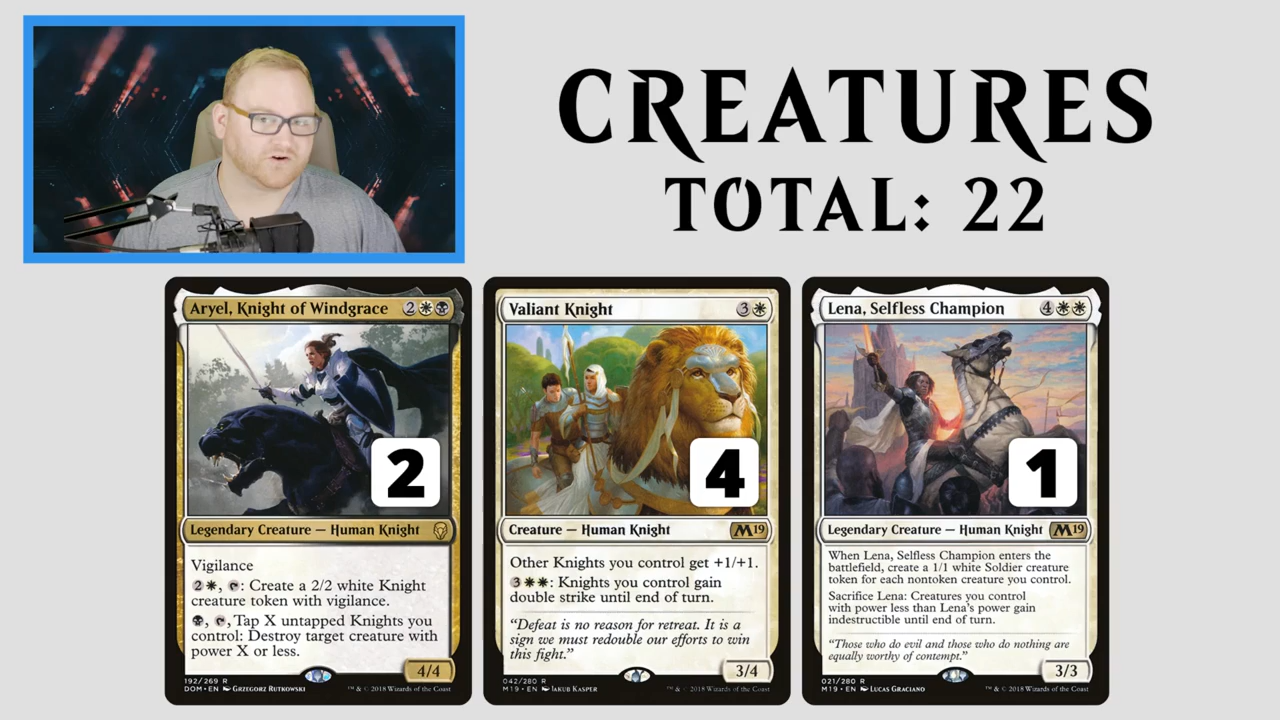 CREATURES
TOTAL: 22
Aryel, Knight of Windgrace 2
2
Legendary Creature — Human Knight
Vigilance
2, : Create a 2/2 white Knight
creature token with vigilance.
, , Tap X untapped Knights you
control: Destroy target creature with
power X or less.
4/4
192/269 R
DOM • EN Grzegorz Rutkowski
™ & © 2018 Wizards of the Coast
Valiant Knight 3
4
Creature — Human Knight M19
Other Knights you control get +1/+1.
3: Knights you control gain
double strike until end of turn.
“Defeat is no reason for retreat. It is a
sign we must redouble our efforts to win
this fight.”
3/4
042/280 R
M19 • EN Jakub Kasper
™ & © 2018 Wizards of the Coast
Lena, Selfless Champion 4
1
Legendary Creature — Human Knight M19
When Lena, Selfless Champion enters the
battlefield, create a 1/1 white Soldier creature
token for each nontoken creature you control.
Sacrifice Lena: Creatures you control
with power less than Lena’s power gain
indestructible until end of turn.
“Those who do evil and those who do nothing are
equally worthy of contempt.”
3/3
021/280 R
M19 • EN Lucas Graciano
™ & © 2018 Wizards of the Coast